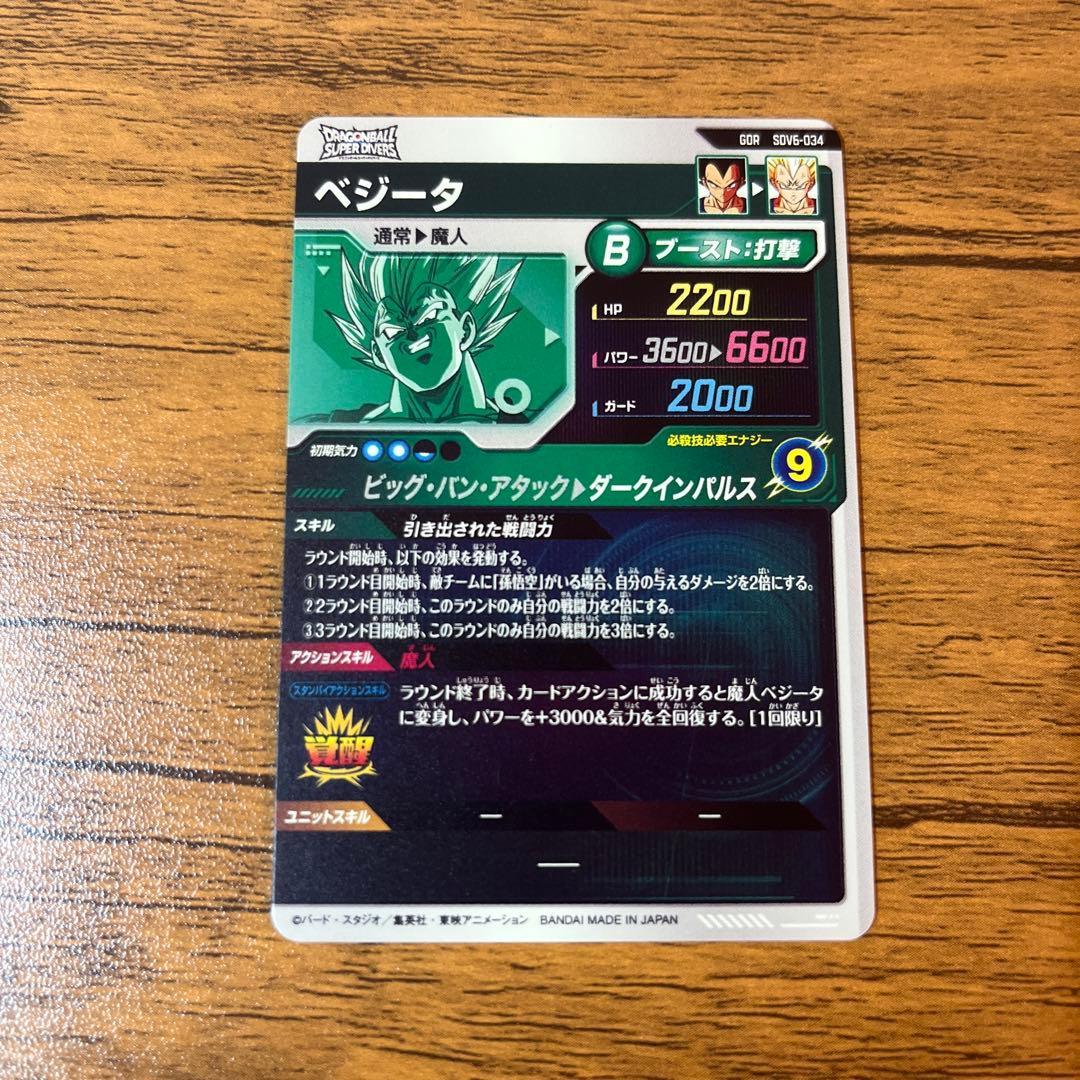 DRAGONBALL
SUPER DIVERS
GDR SDV6-034
ベジータ
通常▶魔人
B ブースト:打撃
HP 2200
パワー 3600▶6600
ガード 2000
必殺技必要エナジー
9
初期気力
ビッグ・バン・アタック▶ダークインパルス
スキル 引き出された戦闘力
ラウンド開始時、以下の効果を発動する。
①1ラウンド目開始時、敵チームに「孫悟空」がいる場合、自分の与えるダメージを2倍にする。
②2ラウンド目開始時、このラウンドのみ自分の戦闘力を2倍にする。
③3ラウンド目開始時、このラウンドのみ自分の戦闘力を3倍にする。
アクションスキル 魔人
スタンバイアクションスキル
ラウンド終了時、カードアクションに成功すると魔人ベジータ
に変身し、パワーを+3000&気力を全回復する。[1回限り]
覚醒
ユニットスキル — —
—
©バード・スタジオ/集英社・東映アニメーション BANDAI MADE IN JAPAN